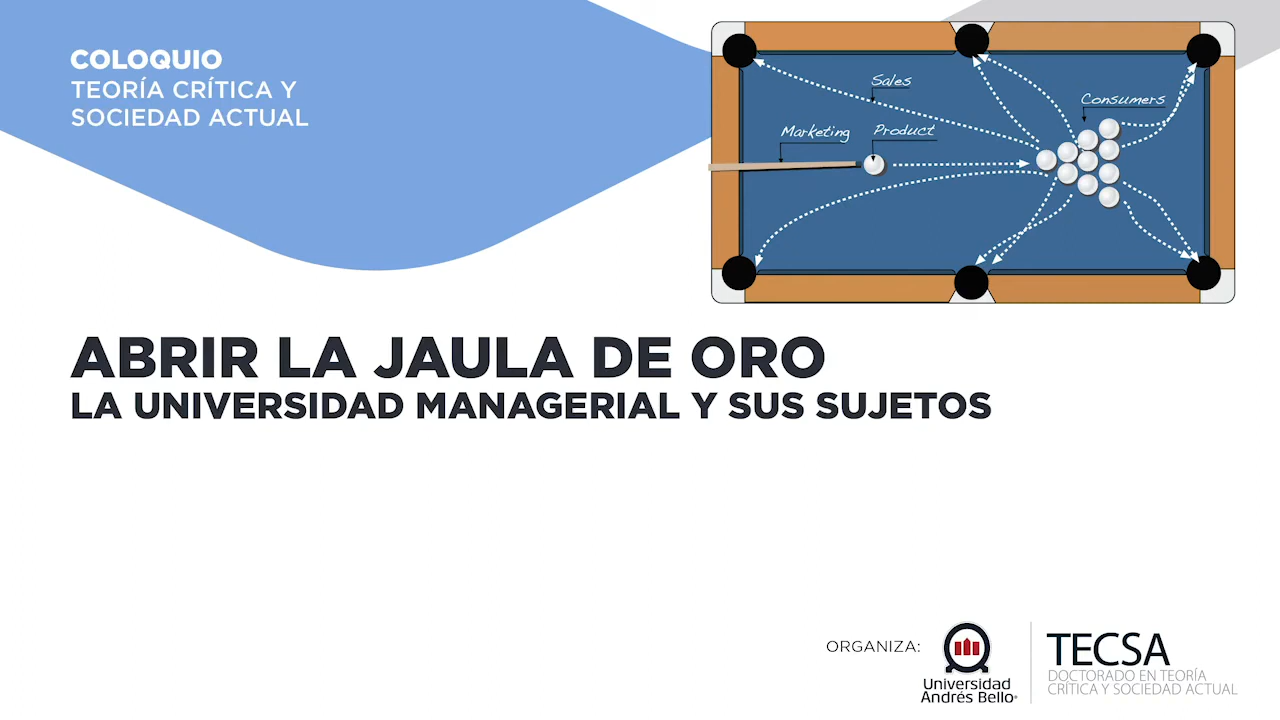 COLOQUIO
TEORÍA CRÍTICA Y
SOCIEDAD ACTUAL
Sales
Consumers
Marketing
Product
ABRIR LA JAULA DE ORO
LA UNIVERSIDAD MANAGERIAL Y SUS SUJETOS
ORGANIZA:
Universidad
Andrés Bello®
TECSA
DOCTORADO EN TEORÍA
CRÍTICA Y SOCIEDAD ACTUAL